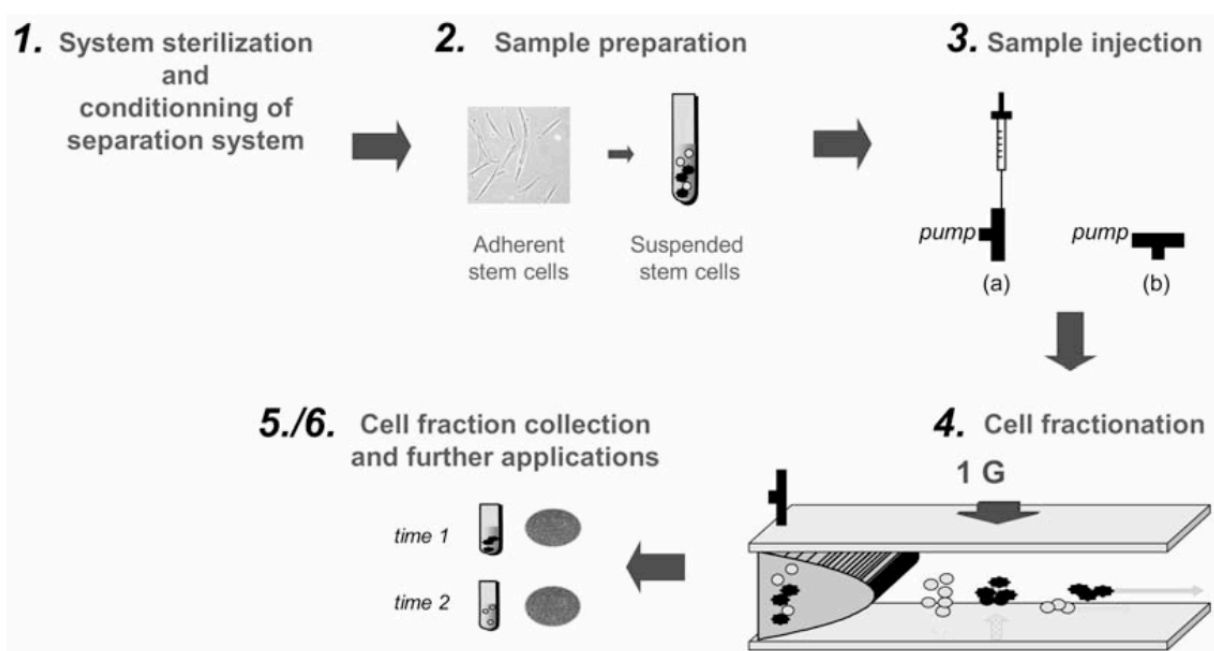 1. System sterilization
and
conditionning of
separation system
2. Sample preparation
Adherent
stem cells
Suspended
stem cells
3. Sample injection
pump
(a)
pump
(b)
4. Cell fractionation
1 G
5./6. Cell fraction collection
and further applications
time 1
time 2